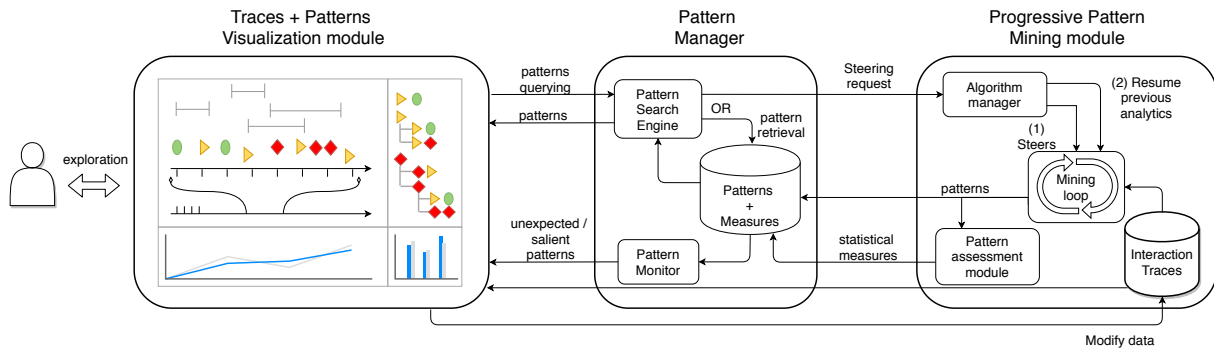 Traces + Patterns
Visualization module
Pattern
Manager
Progressive Pattern
Mining module
exploration
patterns
querying
patterns
unexpected /
salient
patterns
Pattern
Search
Engine
OR
pattern
retrieval
Patterns
+
Measures
Pattern
Monitor
Steering
request
patterns
statistical
measures
Algorithm
manager
(2) Resume
previous
analytics
(1)
Steers
Mining
loop
Pattern
assessment
module
Interaction
Traces
Modify data